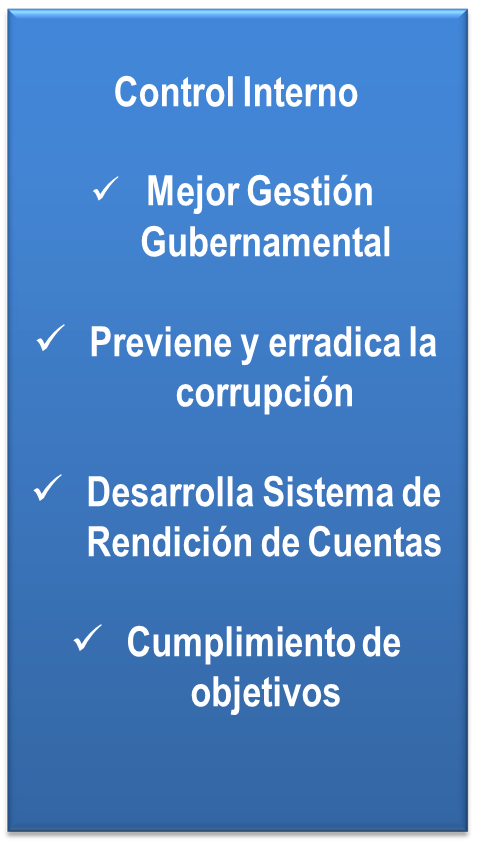 Control Interno
✓ Mejor Gestión
Gubernamental
✓ Previene y erradica la
corrupción
✓ Desarrolla Sistema de
Rendición de Cuentas
✓ Cumplimiento de
objetivos